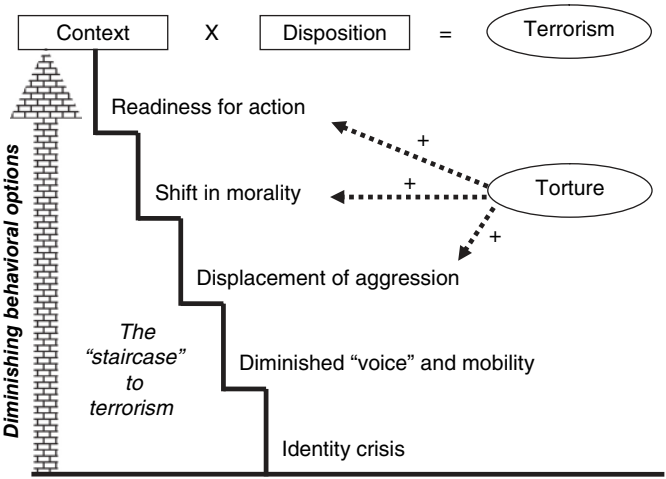 Context X Disposition = Terrorism
Readiness for action
+
Shift in morality
+
Torture
+
Displacement of aggression
Diminishing behavioral options
The
“staircase”
to
terrorism
Diminished “voice” and mobility
Identity crisis